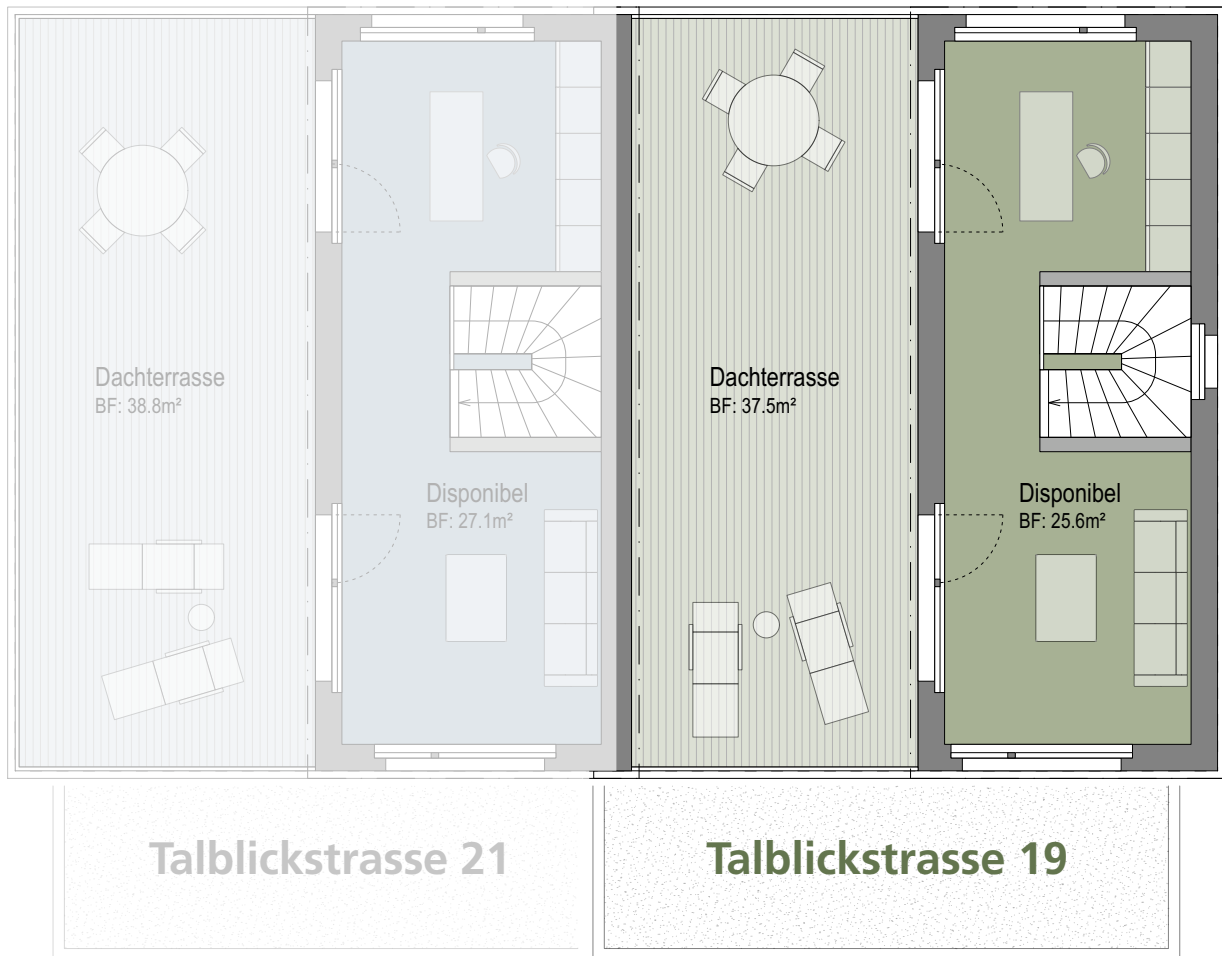 Dachterrasse
BF: 38.8m²
Disponibel
BF: 27.1m²
Dachterrasse
BF: 37.5m²
Disponibel
BF: 25.6m²
Talblickstrasse 21
Talblickstrasse 19